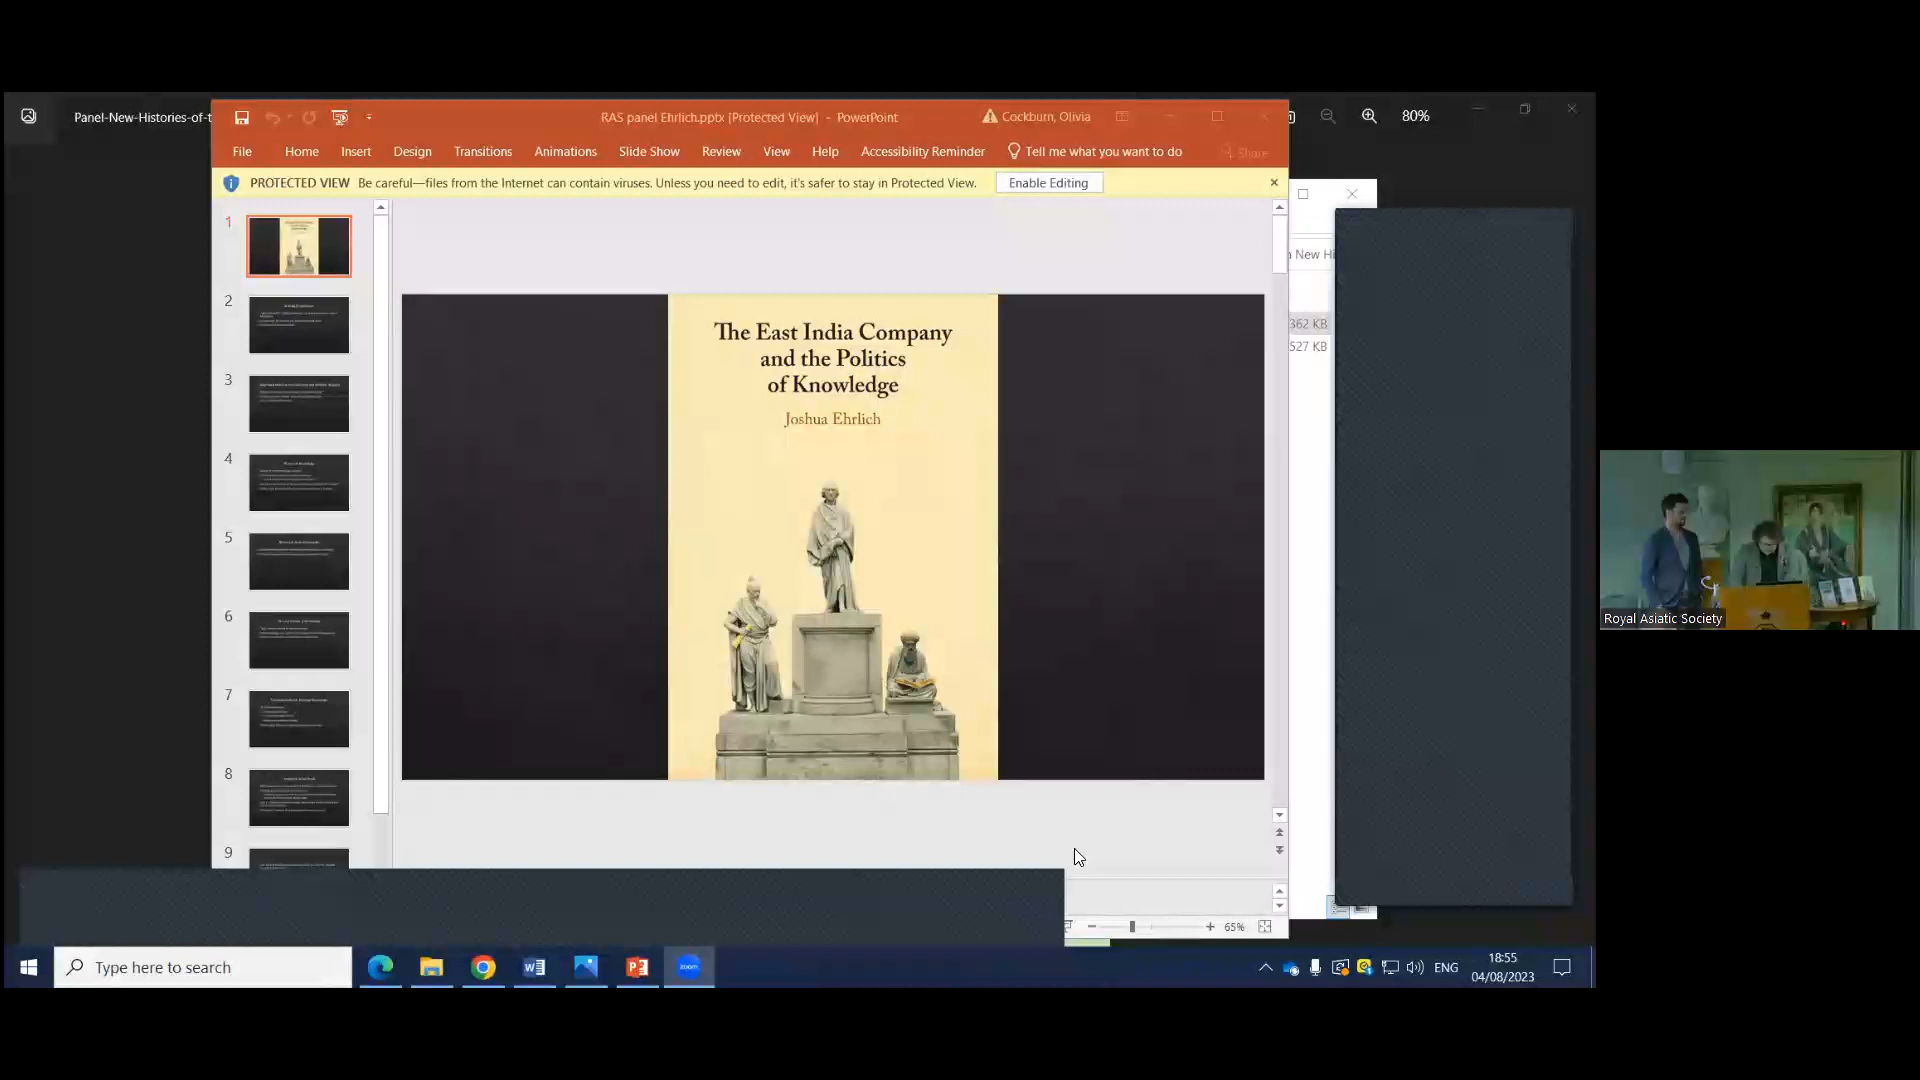 Panel-New-Histories-of-t
RAS panel Ehrlich.pptx [Protected View] - PowerPoint
Cockburn, Olivia
80%
File Home Insert Design Transitions Animations Slide Show Review View Help Accessibility Reminder Tell me what you want to do Share
PROTECTED VIEW Be careful—files from the Internet can contain viruses. Unless you need to edit, it's safer to stay in Protected View. Enable Editing
New Hi
362 KB
527 KB
1
2
3
4
5
6
7
8
9
The East India Company
and the Politics
of Knowledge
Joshua Ehrlich
Royal Asiatic Society
65%
Type here to search
zoom
ENG
18:55
04/08/2023